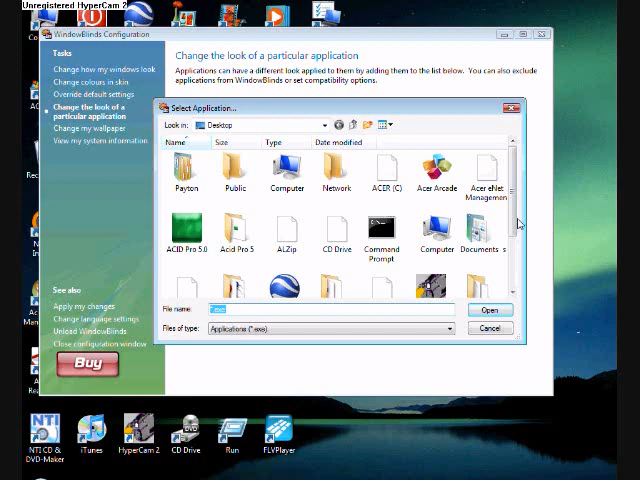 Unregistered HyperCam 2
WindowBlinds Configuration
Tasks
Change how my windows look
Change colours in skin
Override default settings
Change the look of a
particular application
Change my wallpaper
View my system information
Change the look of a particular application
Applications can have a different look applied to them by adding them to the list below. You can also exclude
applications from WindowBlinds or set compatibility options.
Select Application...
Look in: Desktop
Name Size Type Date modified
Payton Public Computer Network ACER (C) Acer Arcade Acer eNet
Managemen
ACID Pro 5.0 Acid Pro 5 ALZip CD Drive Command
Prompt Computer Documents s
File name: *.exe
Open
Files of type: Applications (*.exe)
Cancel
See also
Apply my changes
Change language settings
Unload WindowBlinds
Close configuration window
Buy
NTI CD &
DVD-Maker
iTunes HyperCam 2 CD Drive Run FLVPlayer